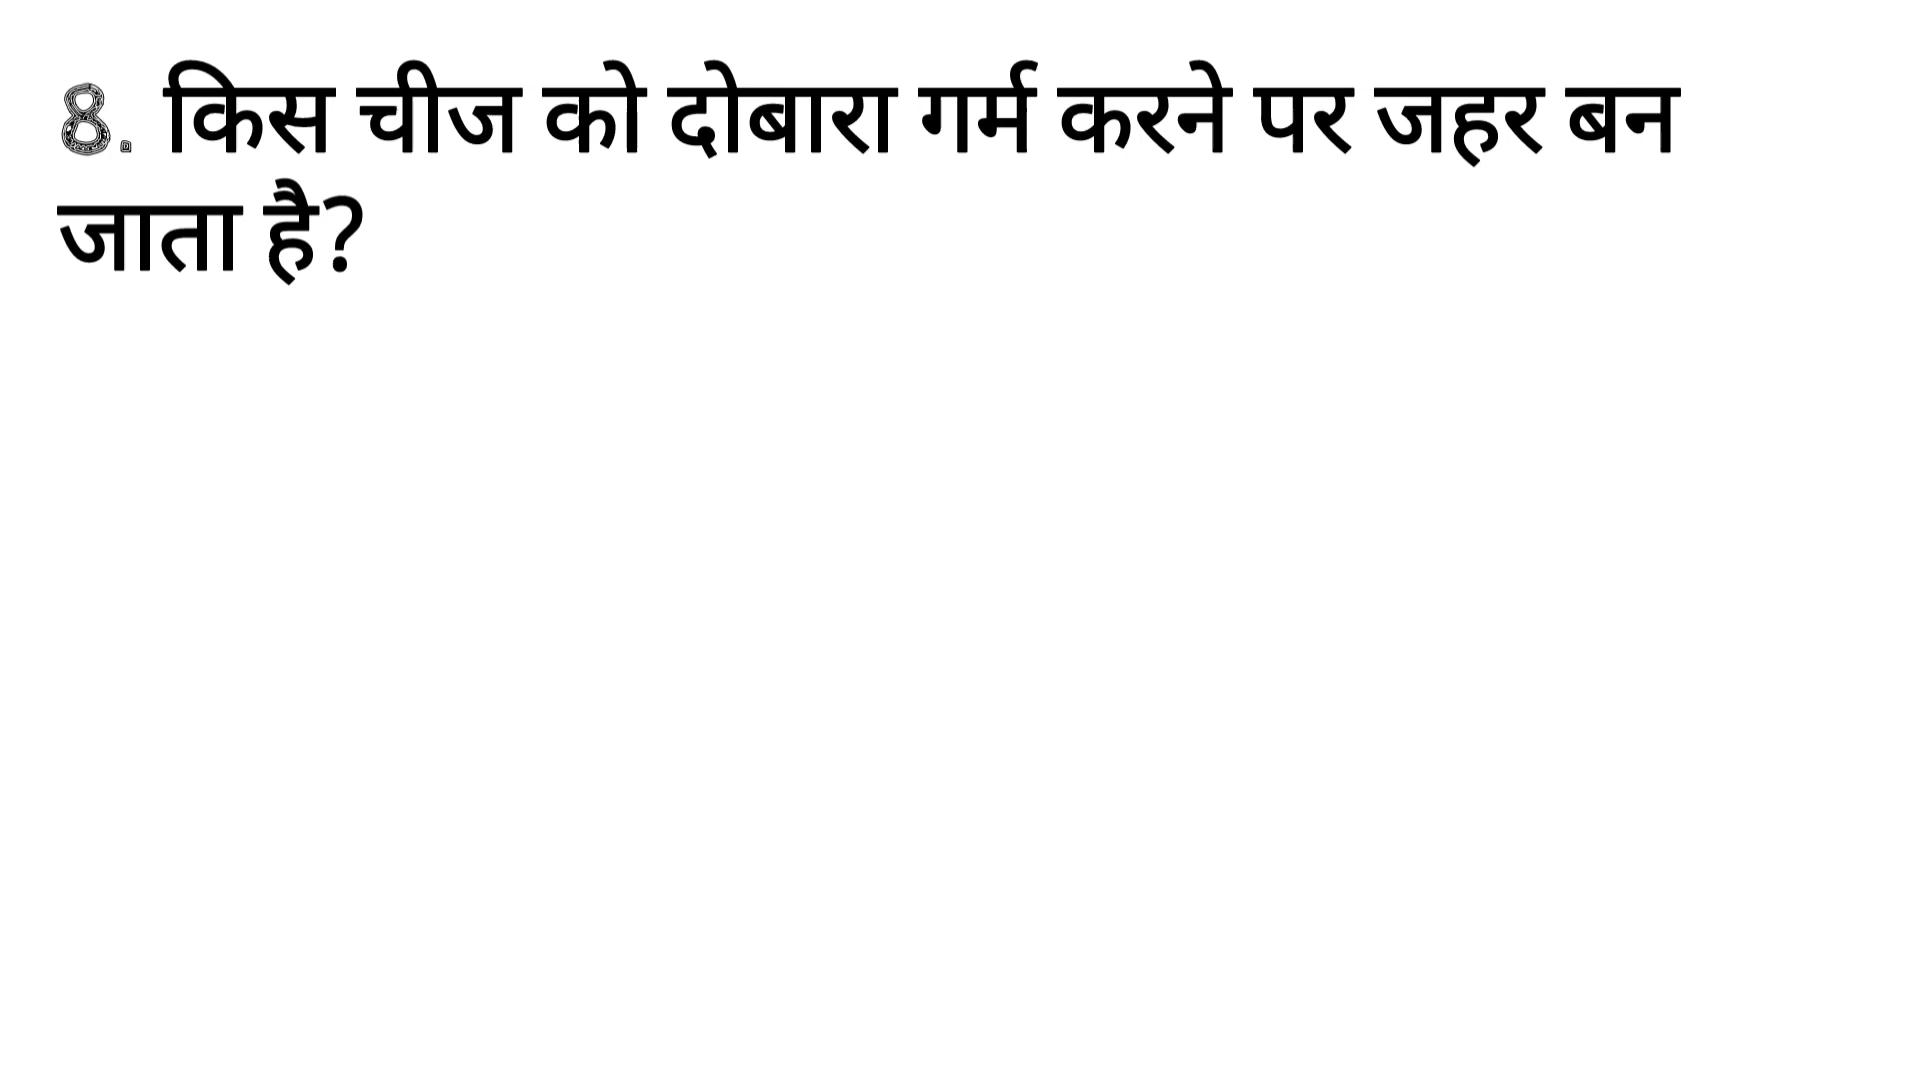 8. किस चीज को दोबारा गर्म करने पर जहर बन
जाता है?